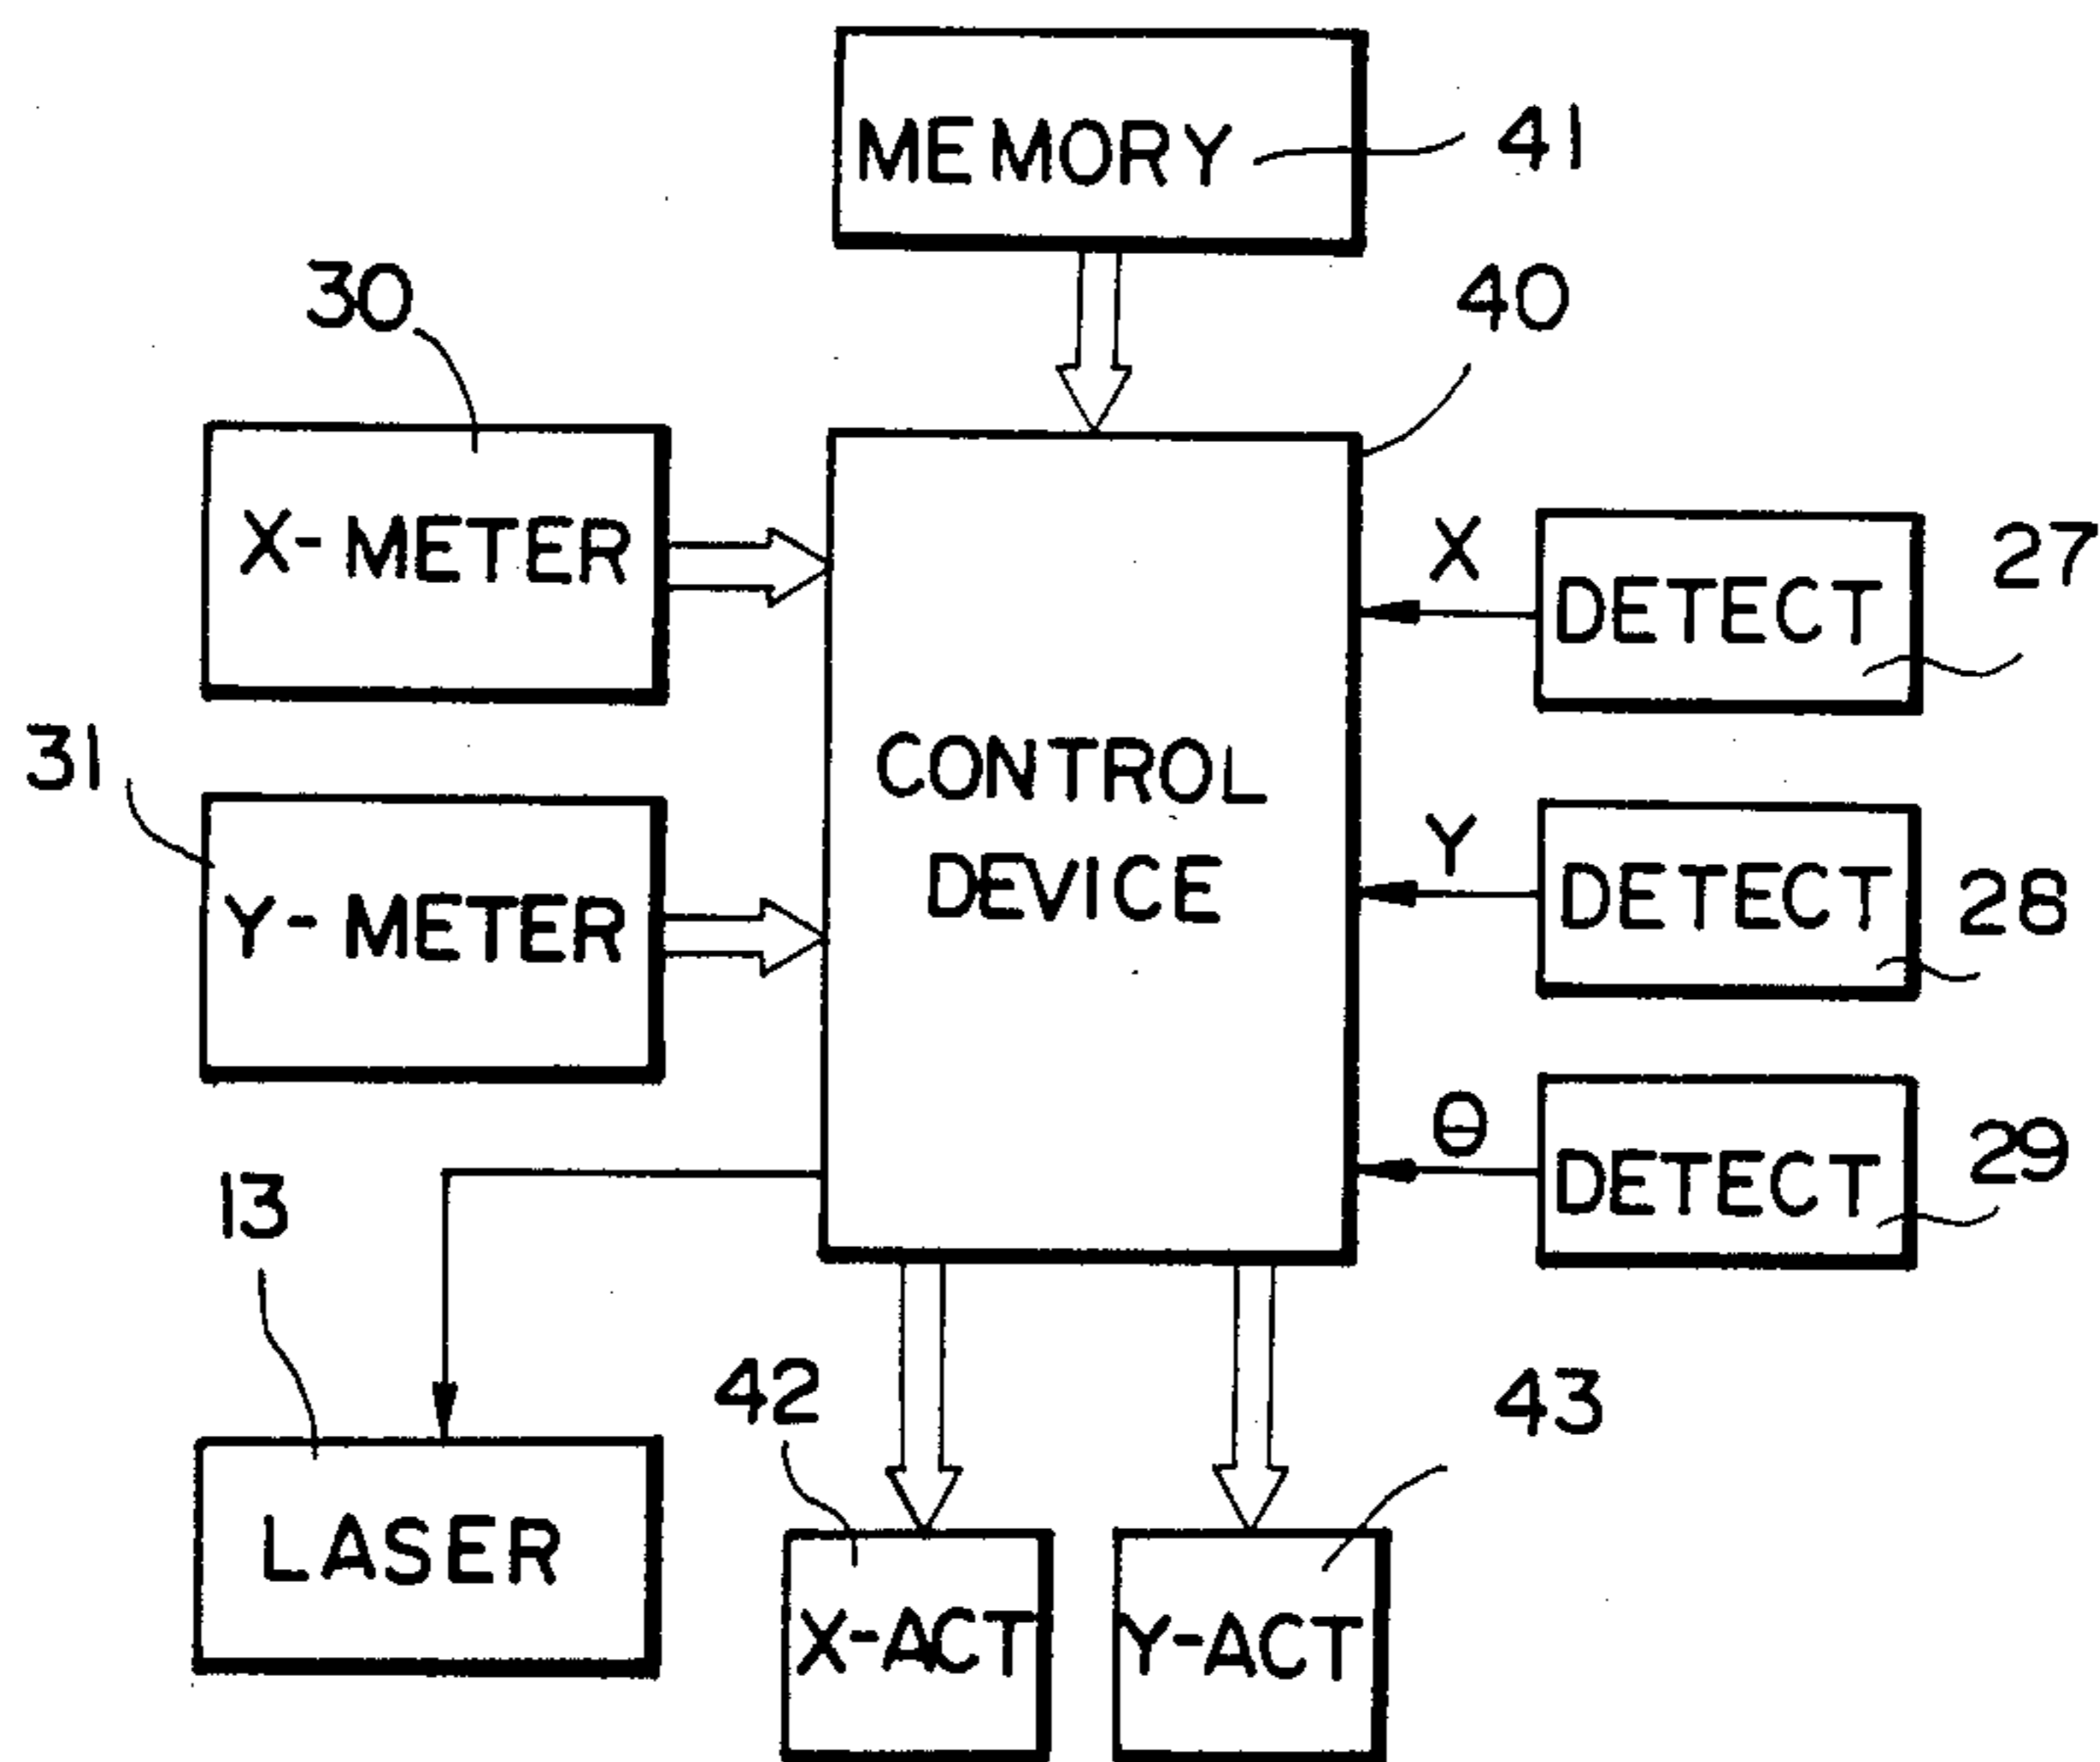 MEMORY
41
30
40
X-METER
X
DETECT
27
31
CONTROL
DEVICE
Y
DETECT
28
Y-METER
θ
DETECT
29
13
42
43
LASER
X-ACT
Y-ACT